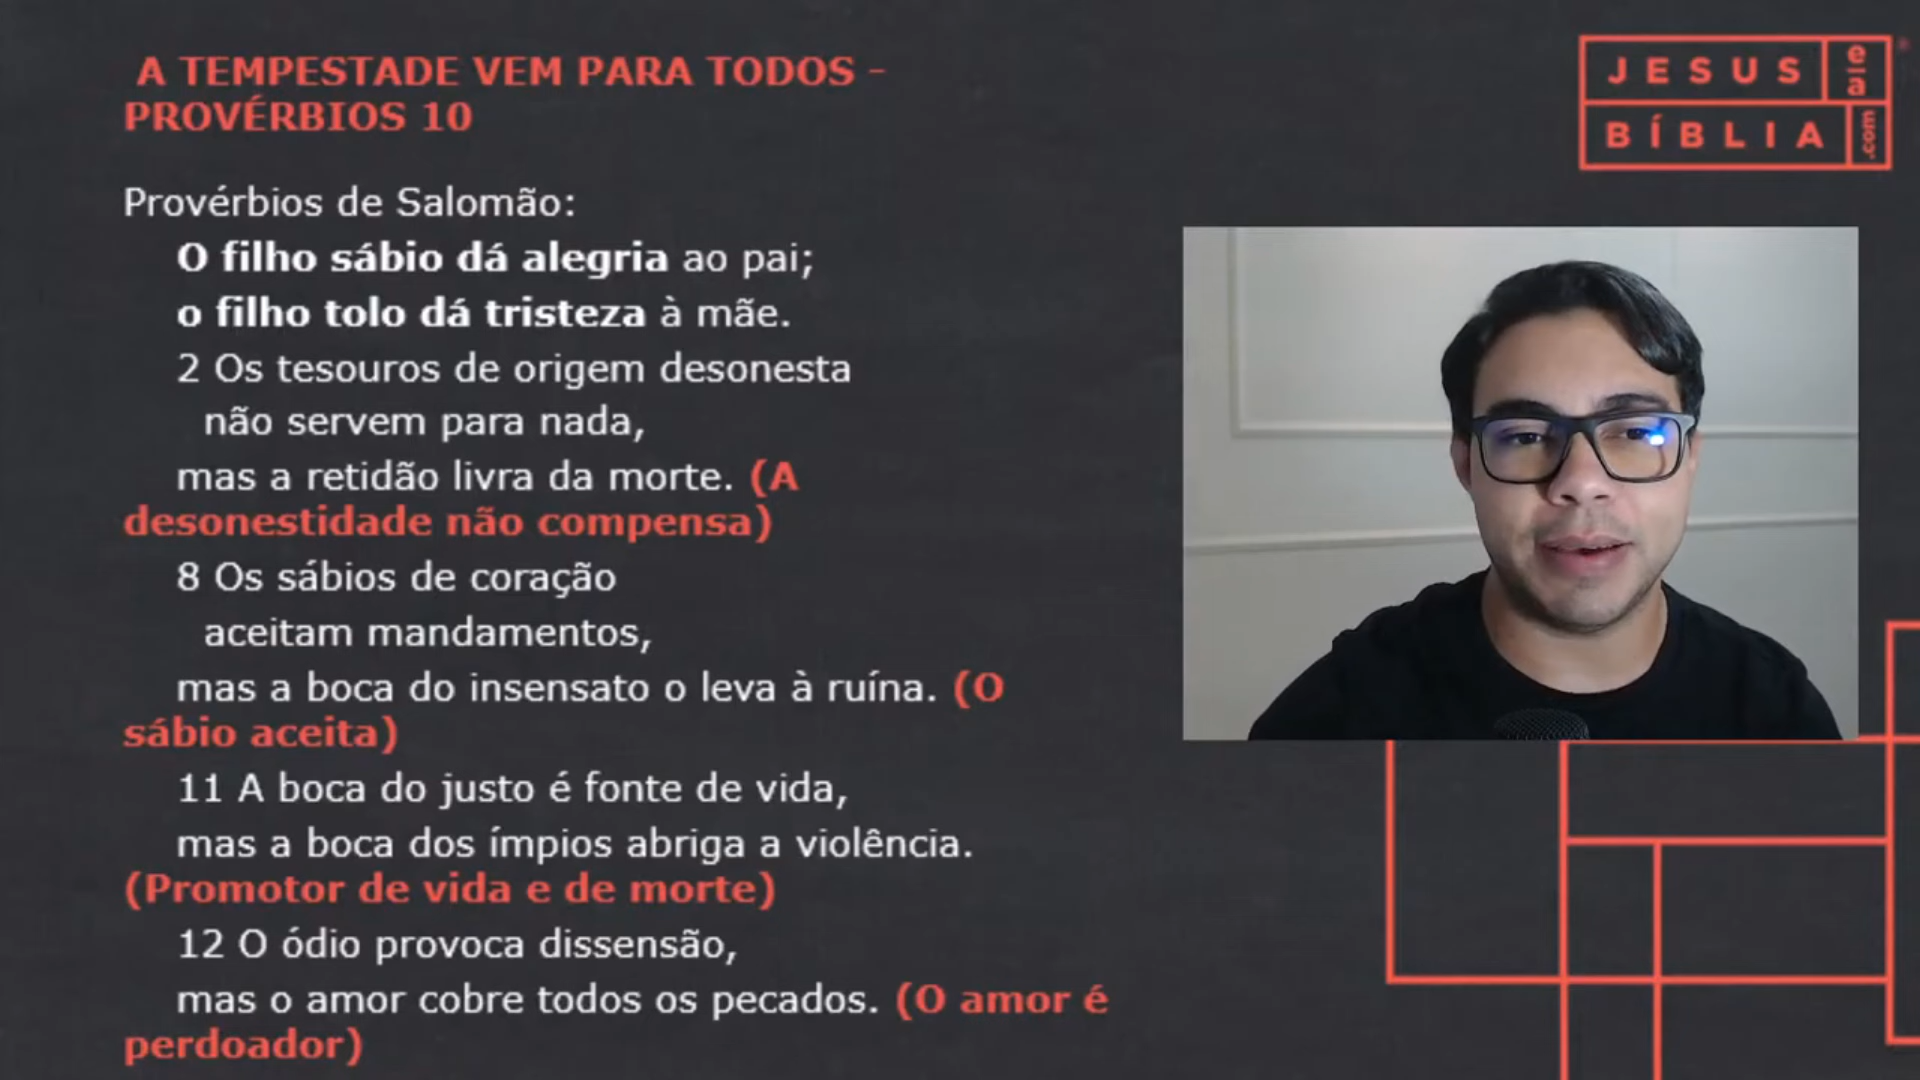 A TEMPESTADE VEM PARA TODOS -
PROVÉRBIOS 10
Provérbios de Salomão:
O filho sábio dá alegria ao pai;
o filho tolo dá tristeza à mãe.
2 Os tesouros de origem desonesta
não servem para nada,
mas a retidão livra da morte. (A
desonestidade não compensa)
8 Os sábios de coração
aceitam mandamentos,
mas a boca do insensato o leva à ruína. (O
sábio aceita)
11 A boca do justo é fonte de vida,
mas a boca dos ímpios abriga a violência.
(Promotor de vida e de morte)
12 O ódio provoca dissensão,
mas o amor cobre todos os pecados. (O amor é
perdoador)
JESUS e a
BÍBLIA .com